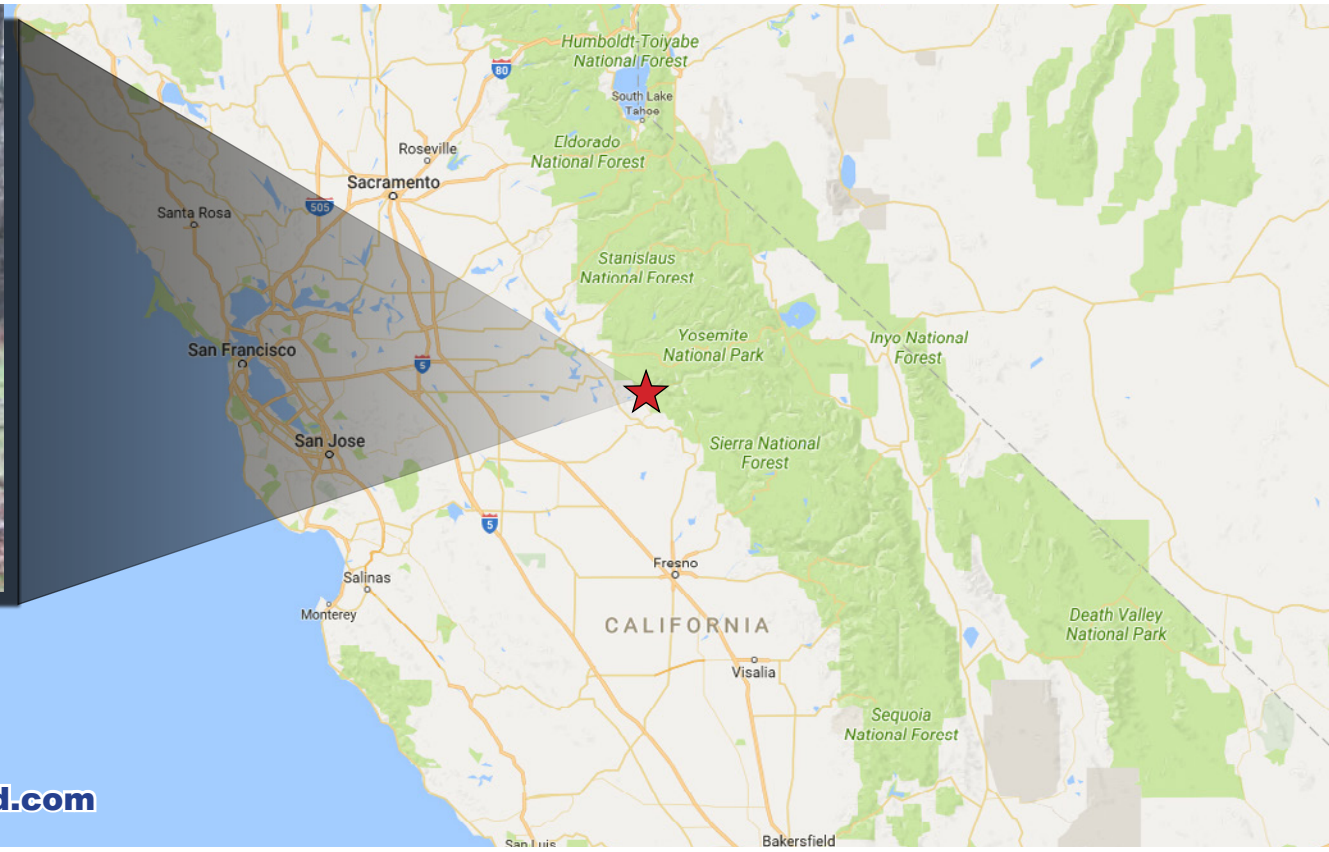 Humboldt-Toiyabe
National Forest
80
South Lake
Tahoe
Eldorado
National Forest
Roseville
Sacramento
505
Santa Rosa
Stanislaus
National Forest
Yosemite
National Park
Inyo National
Forest
San Francisco
5
San Jose
Sierra National
Forest
5
Fresno
Salinas
Monterey
CALIFORNIA
Death Valley
National Park
Visalia
Sequoia
National Forest
d.com
San Luis
Bakersfield